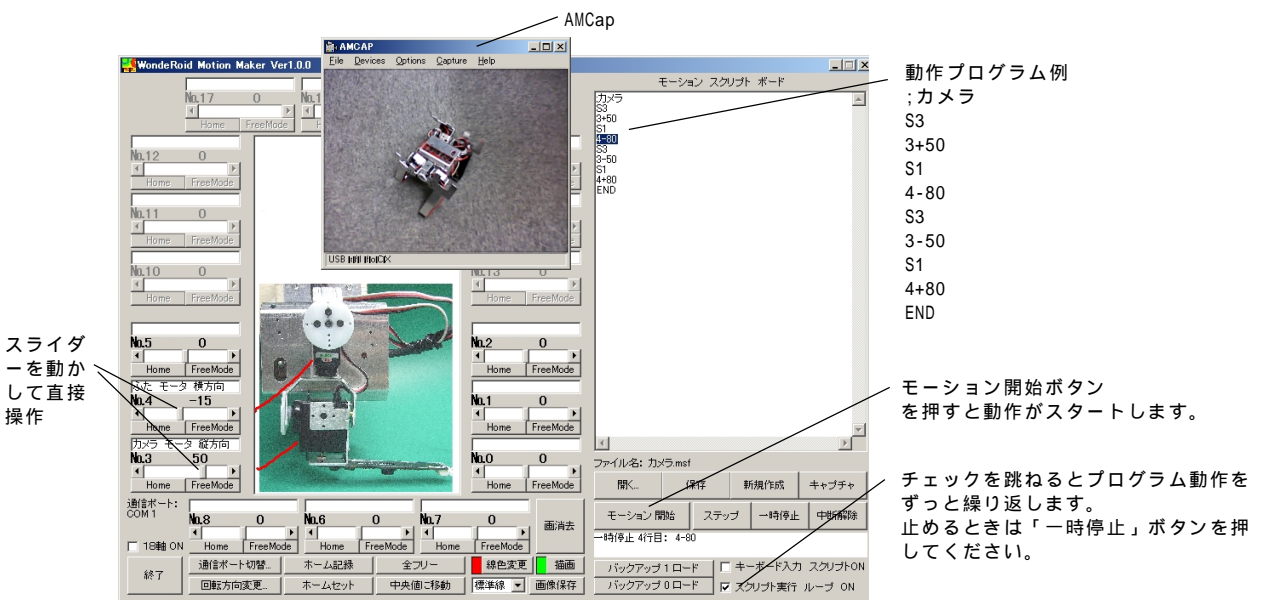 AMCap
AMCAP
File Devices Options Capture Help
WondeRoid Motion Maker Ver1.0.0
モーション スクリプト ボード
No.17 0
Home FreeMode
No.12 0
Home FreeMode
No.11 0
Home FreeMode
No.10 0
Home FreeMode
No.13 0
Home FreeMode
No.5 0
Home FreeMode
No.2 0
Home FreeMode
ふた モータ 横方向
No.4 -15
Home FreeMode
No.1 0
Home FreeMode
カメラ モータ 縦方向
No.3 50
Home FreeMode
No.0 0
Home FreeMode
通信ポート:
COM1
No.8 0
Home FreeMode
No.6 0
Home FreeMode
No.7 0
Home FreeMode
画消去
18軸 ON
終了
通信ポート切替...
ホーム記録
全フリー
線色変更
描画
回転方向変更...
ホームセット
中央値に移動
標準線
画像保存
;カメラ
S3
3+50
S1
4-80
S3
3-50
S1
4+80
END
ファイル名: カメラ.msf
開く...
保存
新規作成
キャプチャ
モーション 開始
ステップ
一時停止
中断解除
一時停止 4行目: 4-80
バックアップ 1 ロード
キーボード入力 スクリプトON
バックアップ 0 ロード
スクリプト実行 ループ ON
USB
スライダ
ーを動か
して直接
操作
動作プログラム例
;カメラ
S3
3+50
S1
4-80
S3
3-50
S1
4+80
END
モーション開始ボタン
を押すと動作がスタートします。
チェックを跳ねるとプログラム動作を
ずっと繰り返します。
止めるときは「一時停止」ボタンを押
してください。